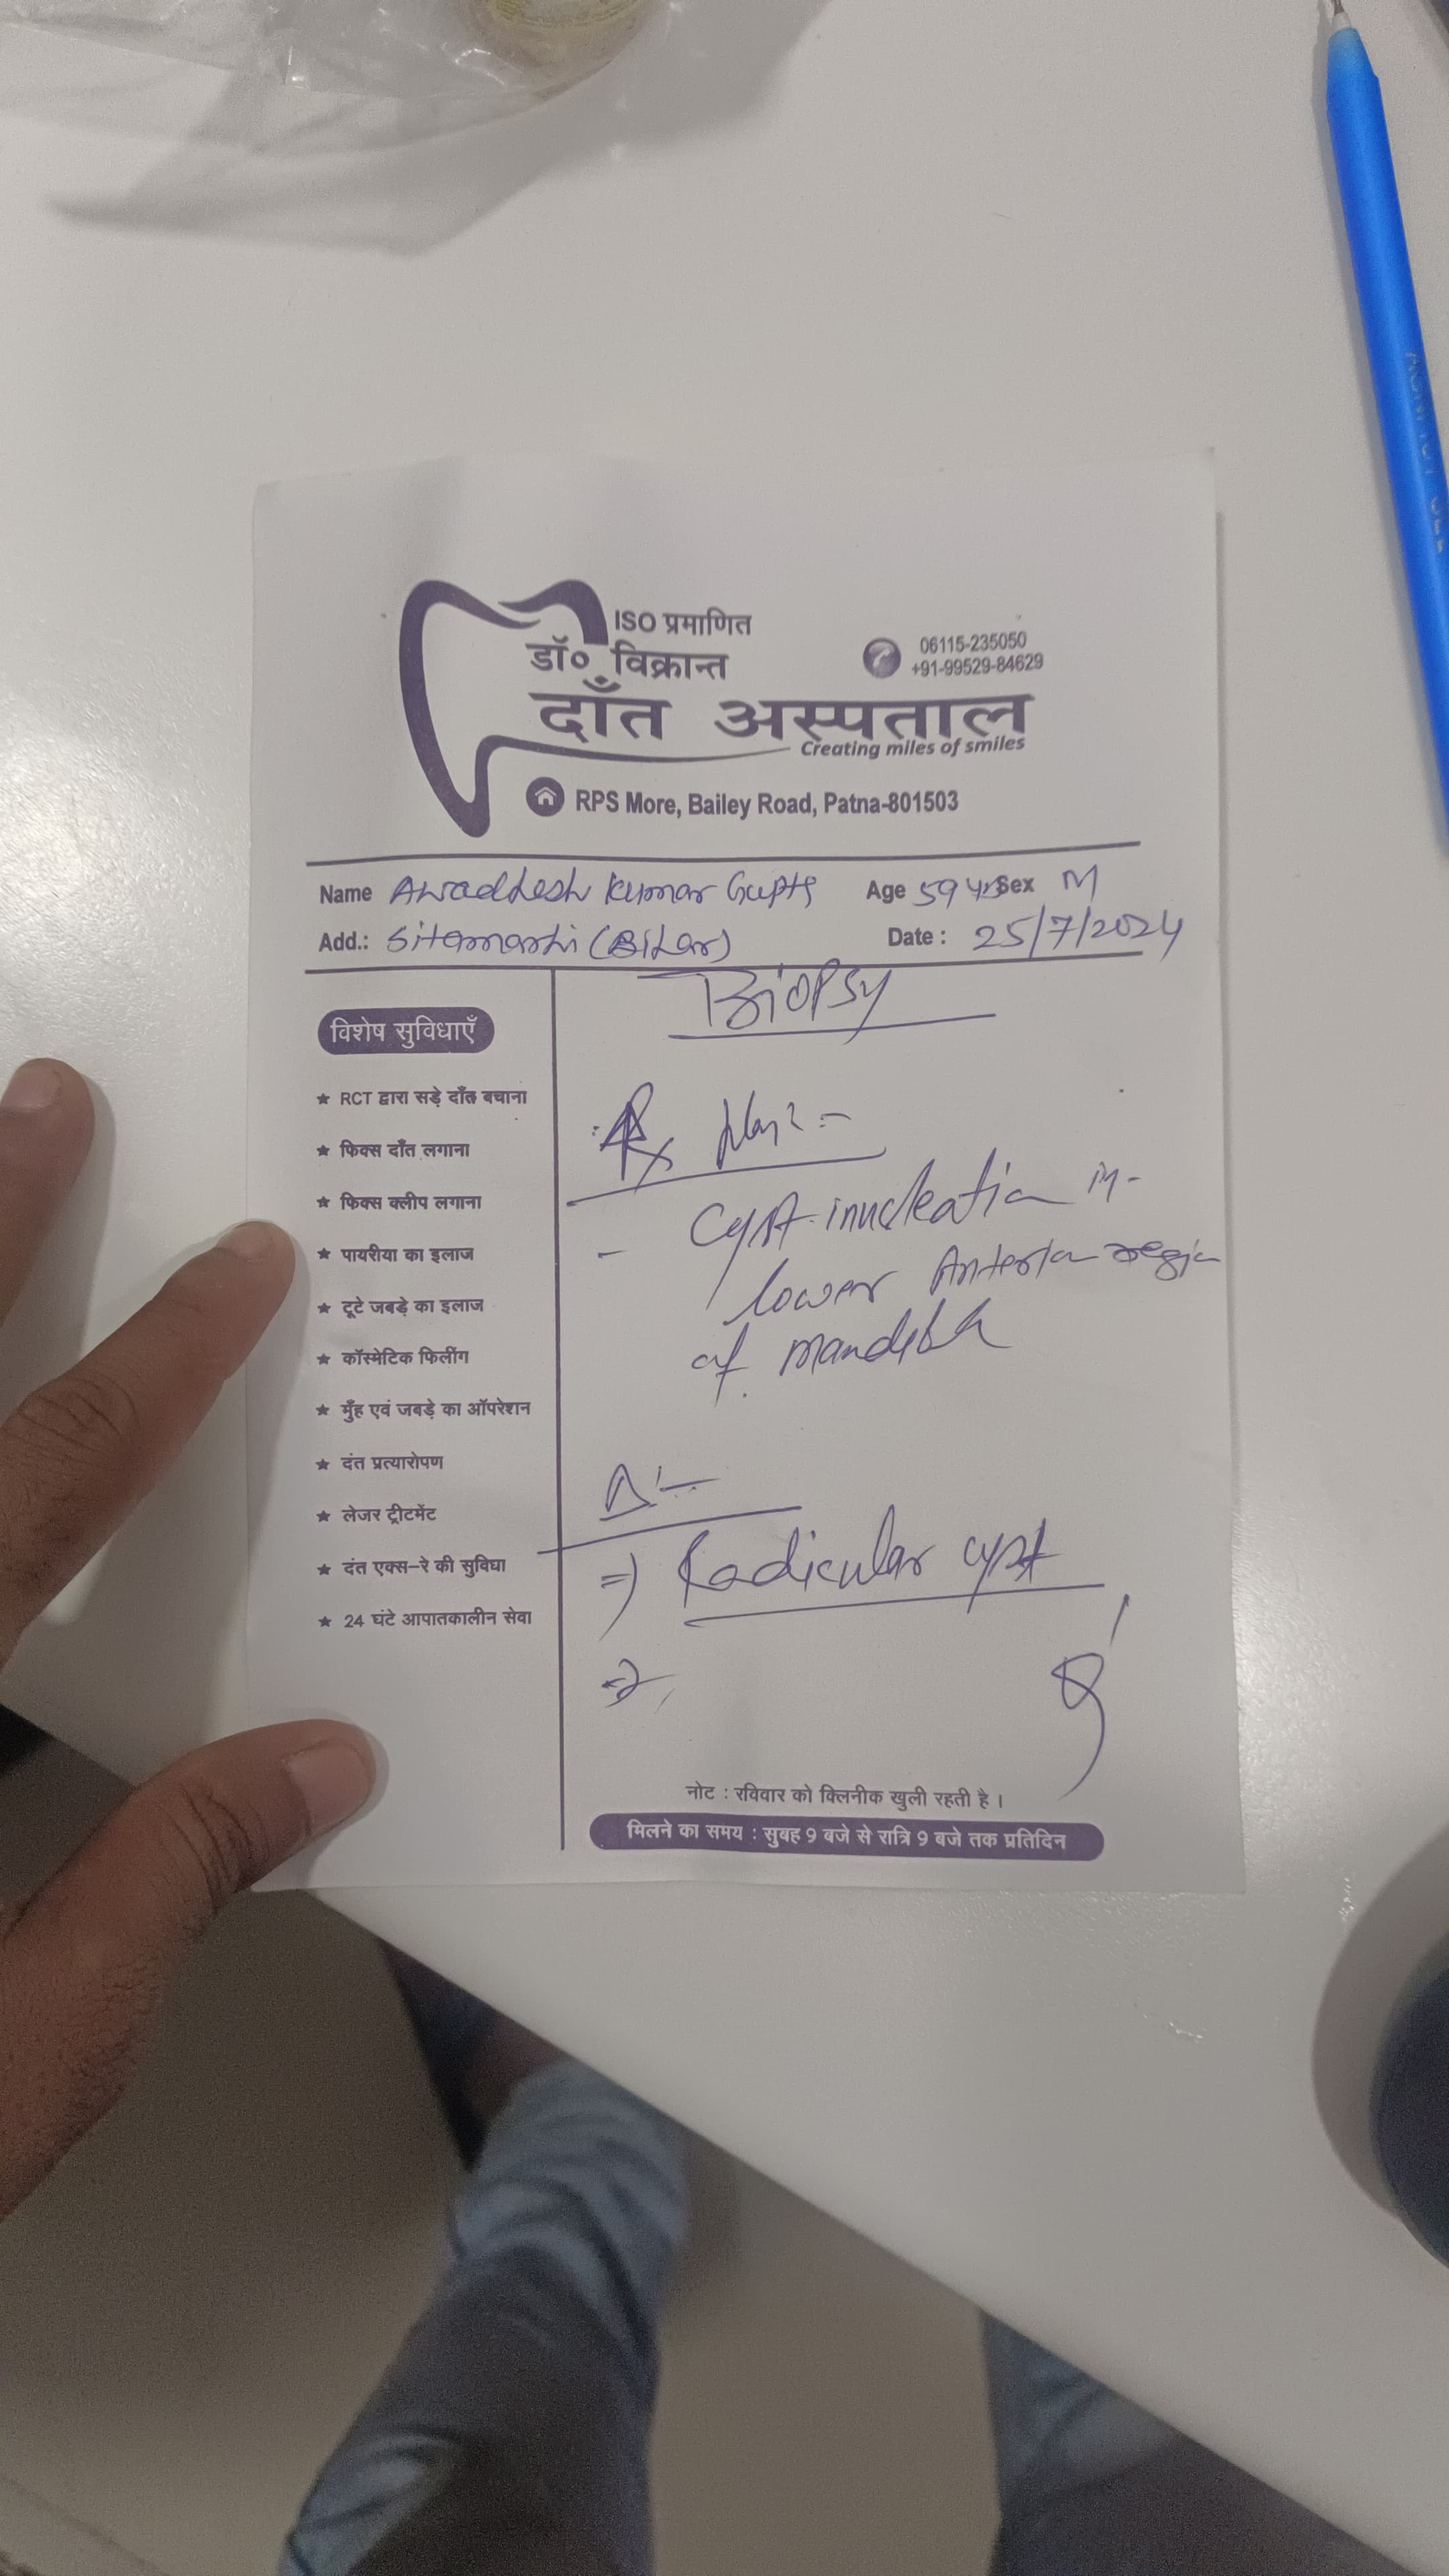 ISO प्रमाणित
डॉ० विक्रान्त
दाँत अस्पताल
Creating miles of smiles
06115-235050
+91-99529-84629
RPS More, Bailey Road, Patna-801503
Name Awadhesh Kumar Gupta Age 59 yrs Sex M
Add.: Sitamarhi (Bihar) Date : 25/7/2024
विशेष सुविधाएँ
★ RCT द्वारा सड़े दाँत बचाना
★ फिक्स दाँत लगाना
★ फिक्स क्लीप लगाना
★ पायरीया का इलाज
★ टूटे जबड़े का इलाज
★ कॉस्मेटिक फिलींग
★ मुँह एवं जबड़े का ऑपरेशन
★ दंत प्रत्यारोपण
★ लेजर ट्रीटमेंट
★ दंत एक्स-रे की सुविधा
★ 24 घंटे आपातकालीन सेवा
Biopsy
Rx Plan :-
- Cyst inucleation in -
lower Anterior region
of mandible
Δ :-
=) Radicular cyst
नोट : रविवार को क्लिनीक खुली रहती है ।
मिलने का समय : सुबह 9 बजे से रात्रि 9 बजे तक प्रतिदिन